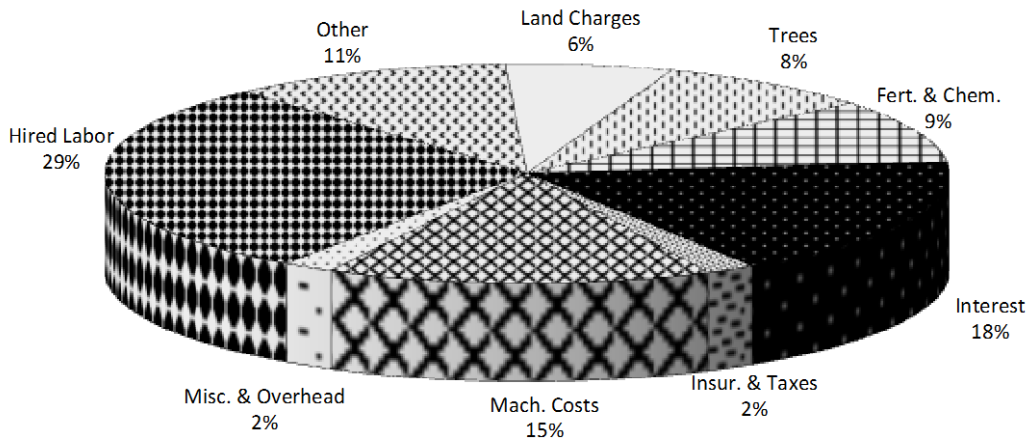 Land Charges
6%
Trees
8%
Fert. & Chem.
9%
Interest
18%
Insur. & Taxes
2%
Mach. Costs
15%
Misc. & Overhead
2%
Hired Labor
29%
Other
11%